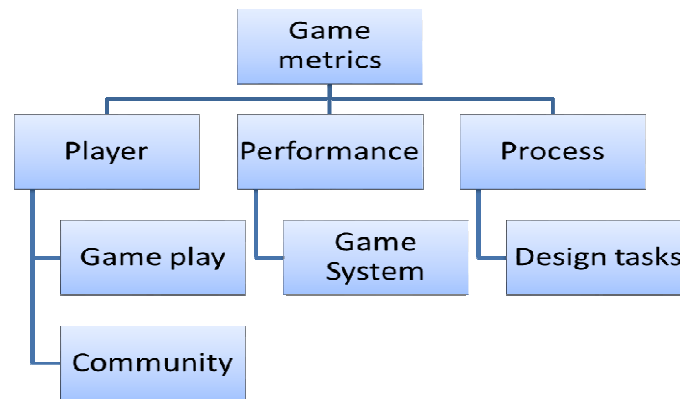 Game
metrics
Player
Performance
Process
Game play
Game
System
Design tasks
Community